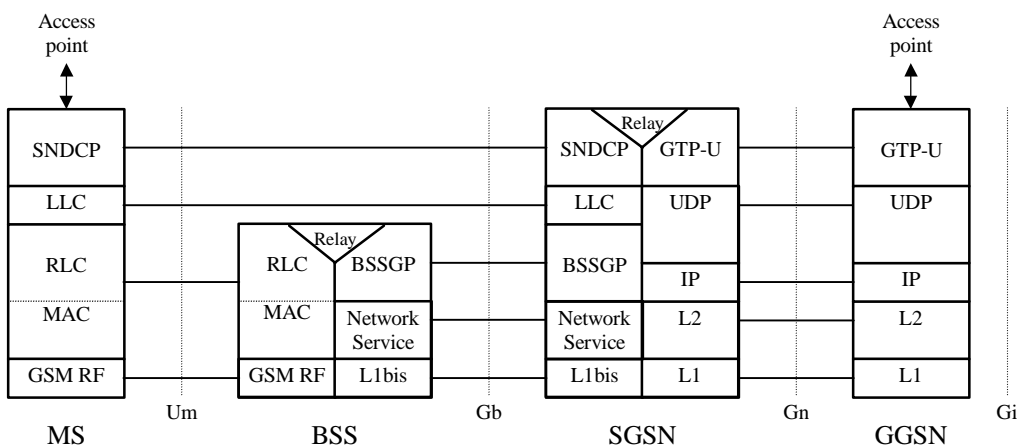 Access
point
Access
point
SNDCP
SNDCP
Relay
GTP-U
GTP-U
LLC
LLC
UDP
UDP
RLC
RLC
Relay
BSSGP
BSSGP
IP
IP
MAC
MAC
Network
Service
Network
Service
L2
L2
GSM RF
GSM RF
L1bis
L1bis
L1
L1
Um
Gb
Gn
Gi
MS
BSS
SGSN
GGSN